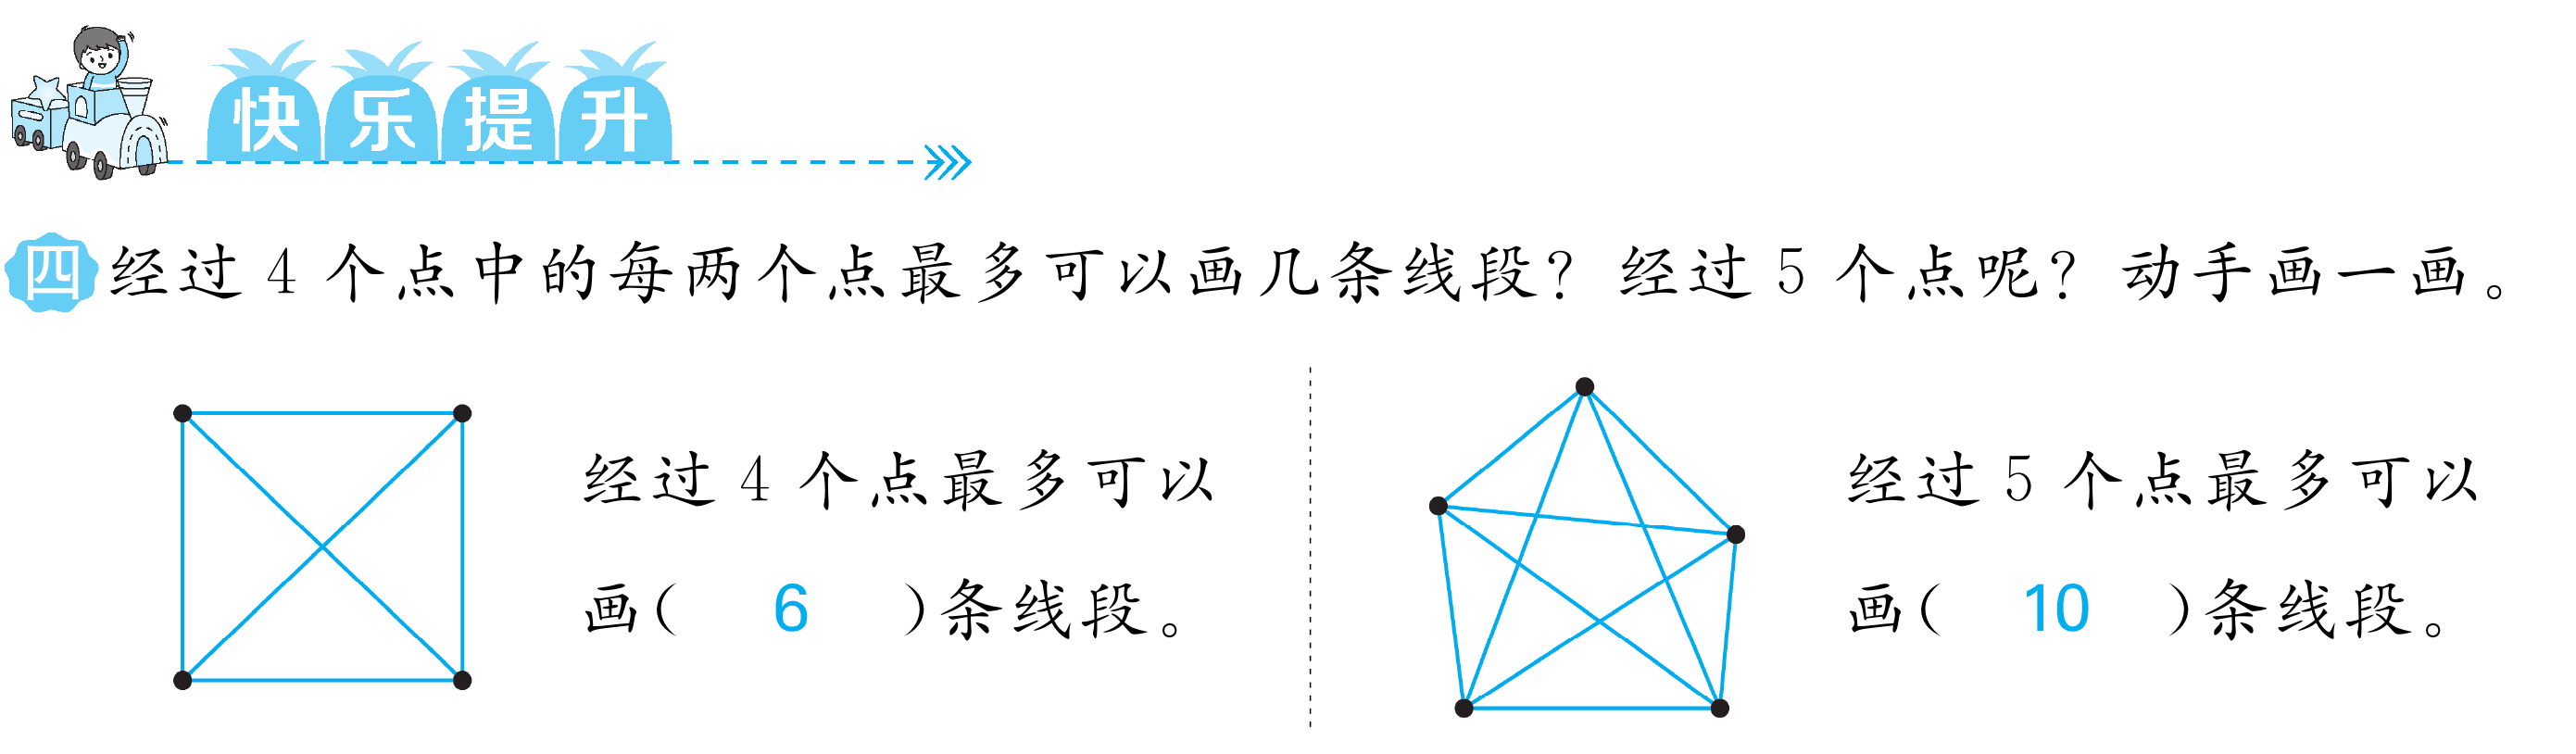 快乐提升
四 经过 4 个点中的每两个点最多可以画几条线段? 经过 5 个点呢? 动手画一画。
经过 4 个点最多可以
画( 6 )条线段。
经过 5 个点最多可以
画( 10 )条线段。